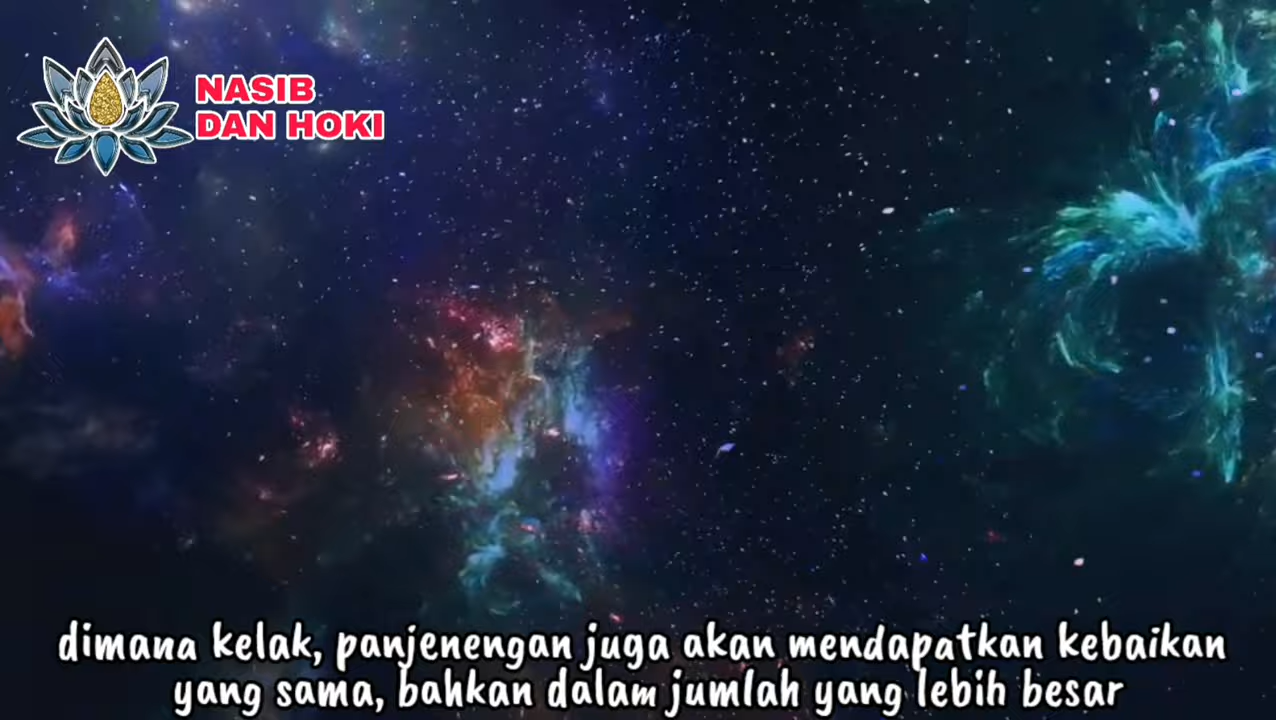 NASIB
DAN HOKI
dimana kelak, panjenengan juga akan mendapatkan kebaikan
yang sama, bahkan dalam jumlah yang lebih besar